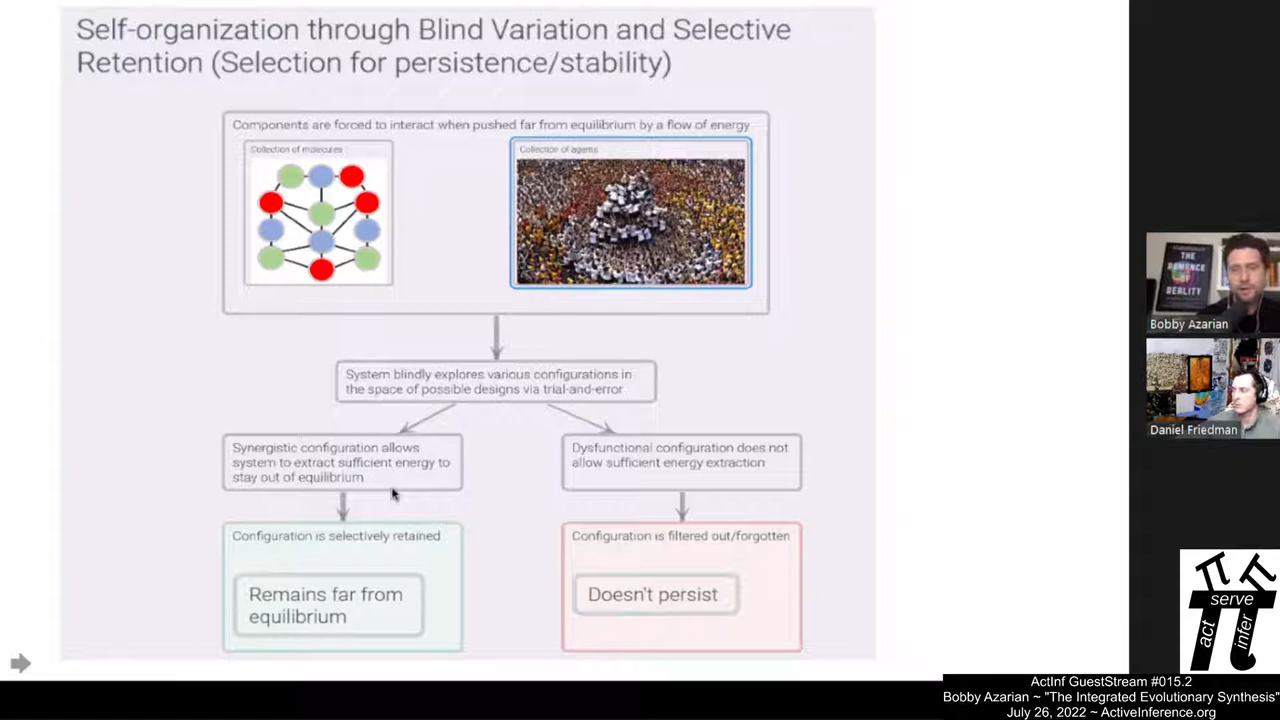 Self-organization through Blind Variation and Selective
Retention (Selection for persistence/stability)
Components are forced to interact when pushed far from equilibrium by a flow of energy
Collection of molecules
Collection of agents
System blindly explores various configurations in
the space of possible designs via trial-and-error
Synergistic configuration allows
system to extract sufficient energy to
stay out of equilibrium
Dysfunctional configuration does not
allow sufficient energy extraction
Configuration is selectively retained
Remains far from
equilibrium
Configuration is filtered out/forgotten
Doesn't persist
THE
ROMANCE
OF
REALITY
Bobby Azarian
Daniel Friedman
serve
act
infer
ActInf GuestStream #015.2
Bobby Azarian ~ "The Integrated Evolutionary Synthesis"
July 26, 2022 ~ ActiveInference.org